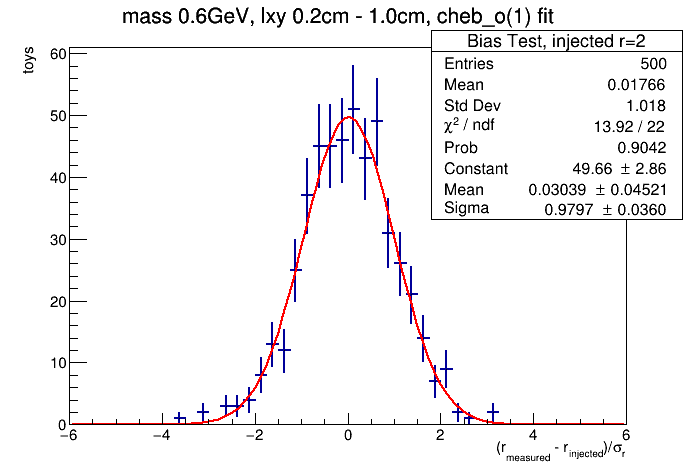 mass 0.6GeV, lxy 0.2cm - 1.0cm, cheb_o(1) fit
toys
Bias Test, injected r=2
Entries 500
Mean 0.01766
Std Dev 1.018
χ² / ndf 13.92 / 22
Prob 0.9042
Constant 49.66 ± 2.86
Mean 0.03039 ± 0.04521
Sigma 0.9797 ± 0.0360
60
50
40
30
20
10
0
−6 −4 −2 0 2 4 6
(r_measured - r_injected)/σ_r